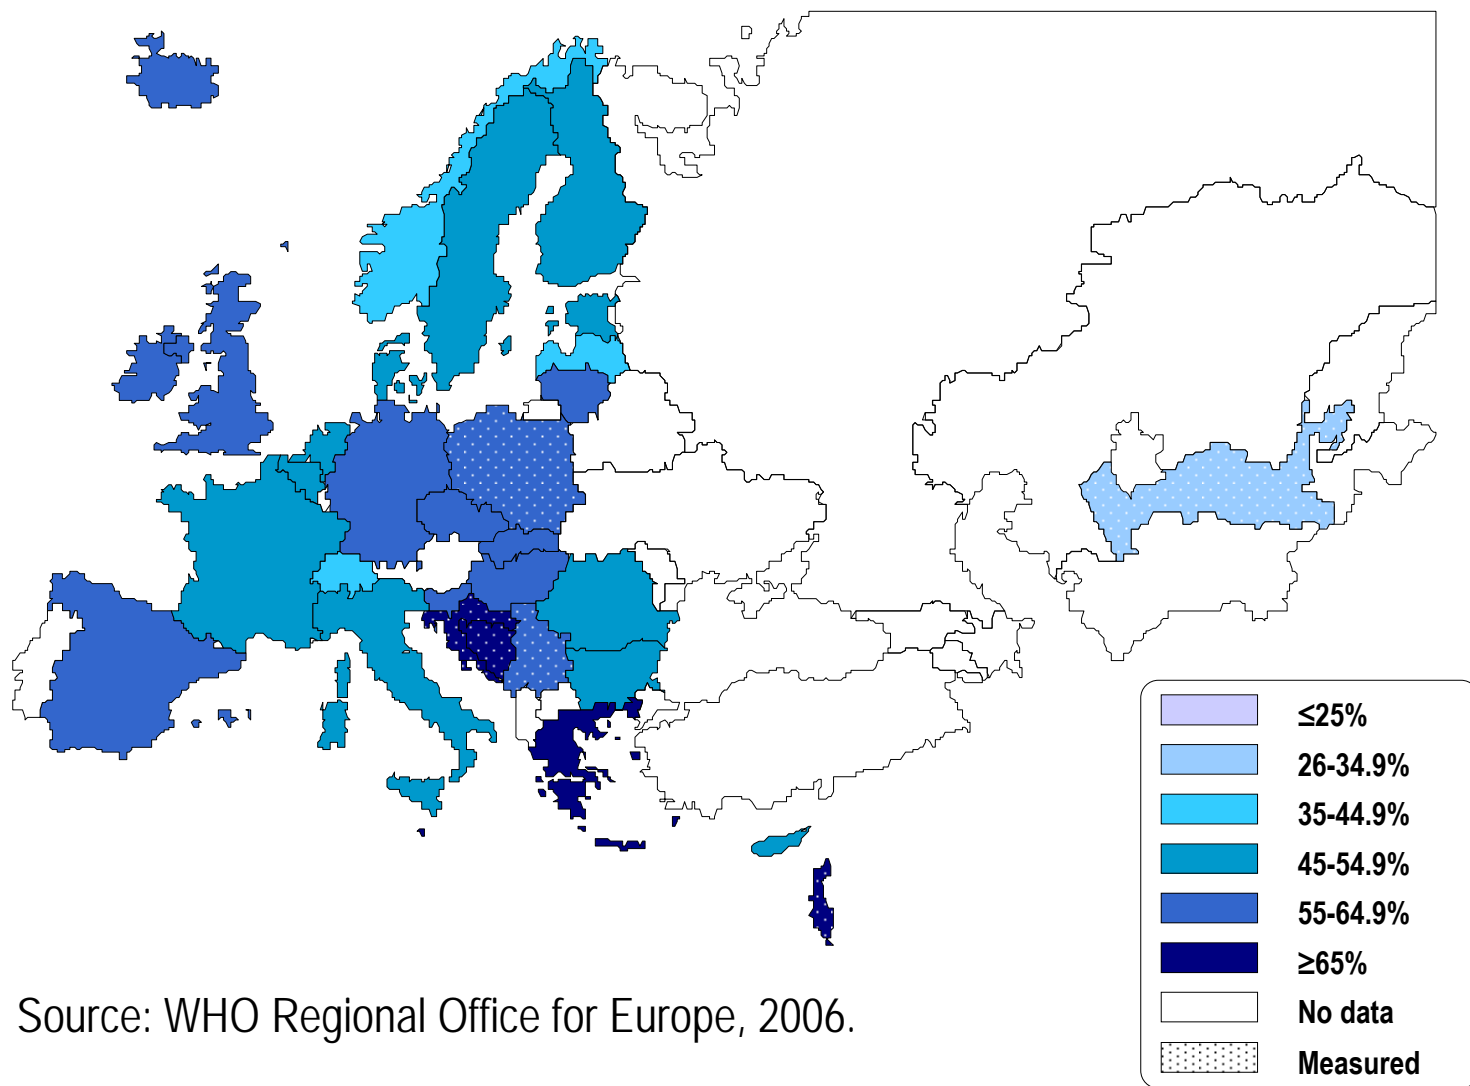 ≤25%
26-34.9%
35-44.9%
45-54.9%
55-64.9%
≥65%
No data
Measured
Source: WHO Regional Office for Europe, 2006.